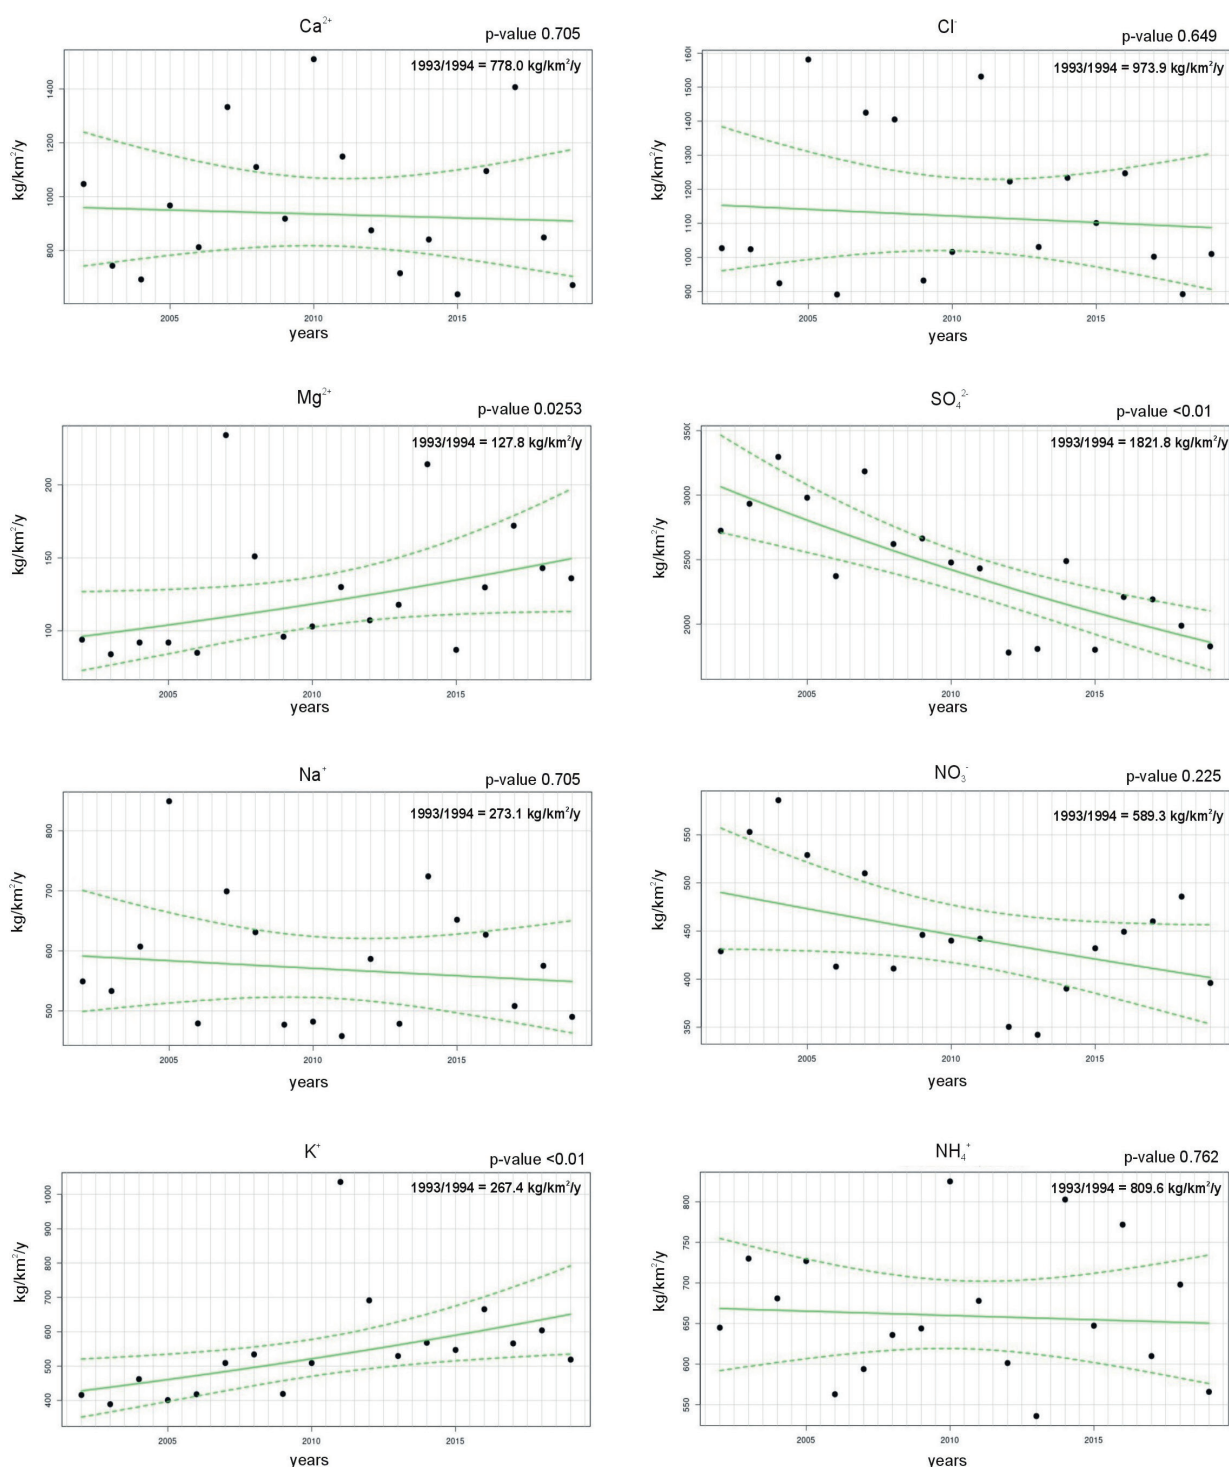 Ca²⁺
p-value 0.705
1993/1994 = 778.0 kg/km²/y
kg/km²/y
1400
1200
1000
800
2005 2010 2015
years
Cl⁻
p-value 0.649
1993/1994 = 973.9 kg/km²/y
kg/km²/y
1600
1500
1400
1300
1200
1100
1000
900
2005 2010 2015
years
Mg²⁺
p-value 0.0253
1993/1994 = 127.8 kg/km²/y
kg/km²/y
200
150
100
2005 2010 2015
years
SO₄²⁻
p-value <0.01
1993/1994 = 1821.8 kg/km²/y
kg/km²/y
3500
3000
2500
2000
2005 2010 2015
years
Na⁺
p-value 0.705
1993/1994 = 273.1 kg/km²/y
kg/km²/y
800
700
600
500
2005 2010 2015
years
NO₃⁻
p-value 0.225
1993/1994 = 589.3 kg/km²/y
kg/km²/y
550
500
450
400
350
2005 2010 2015
years
K⁺
p-value <0.01
1993/1994 = 267.4 kg/km²/y
kg/km²/y
1000
900
800
700
600
500
400
2005 2010 2015
years
NH₄⁺
p-value 0.762
1993/1994 = 809.6 kg/km²/y
kg/km²/y
800
750
700
650
600
550
2005 2010 2015
years